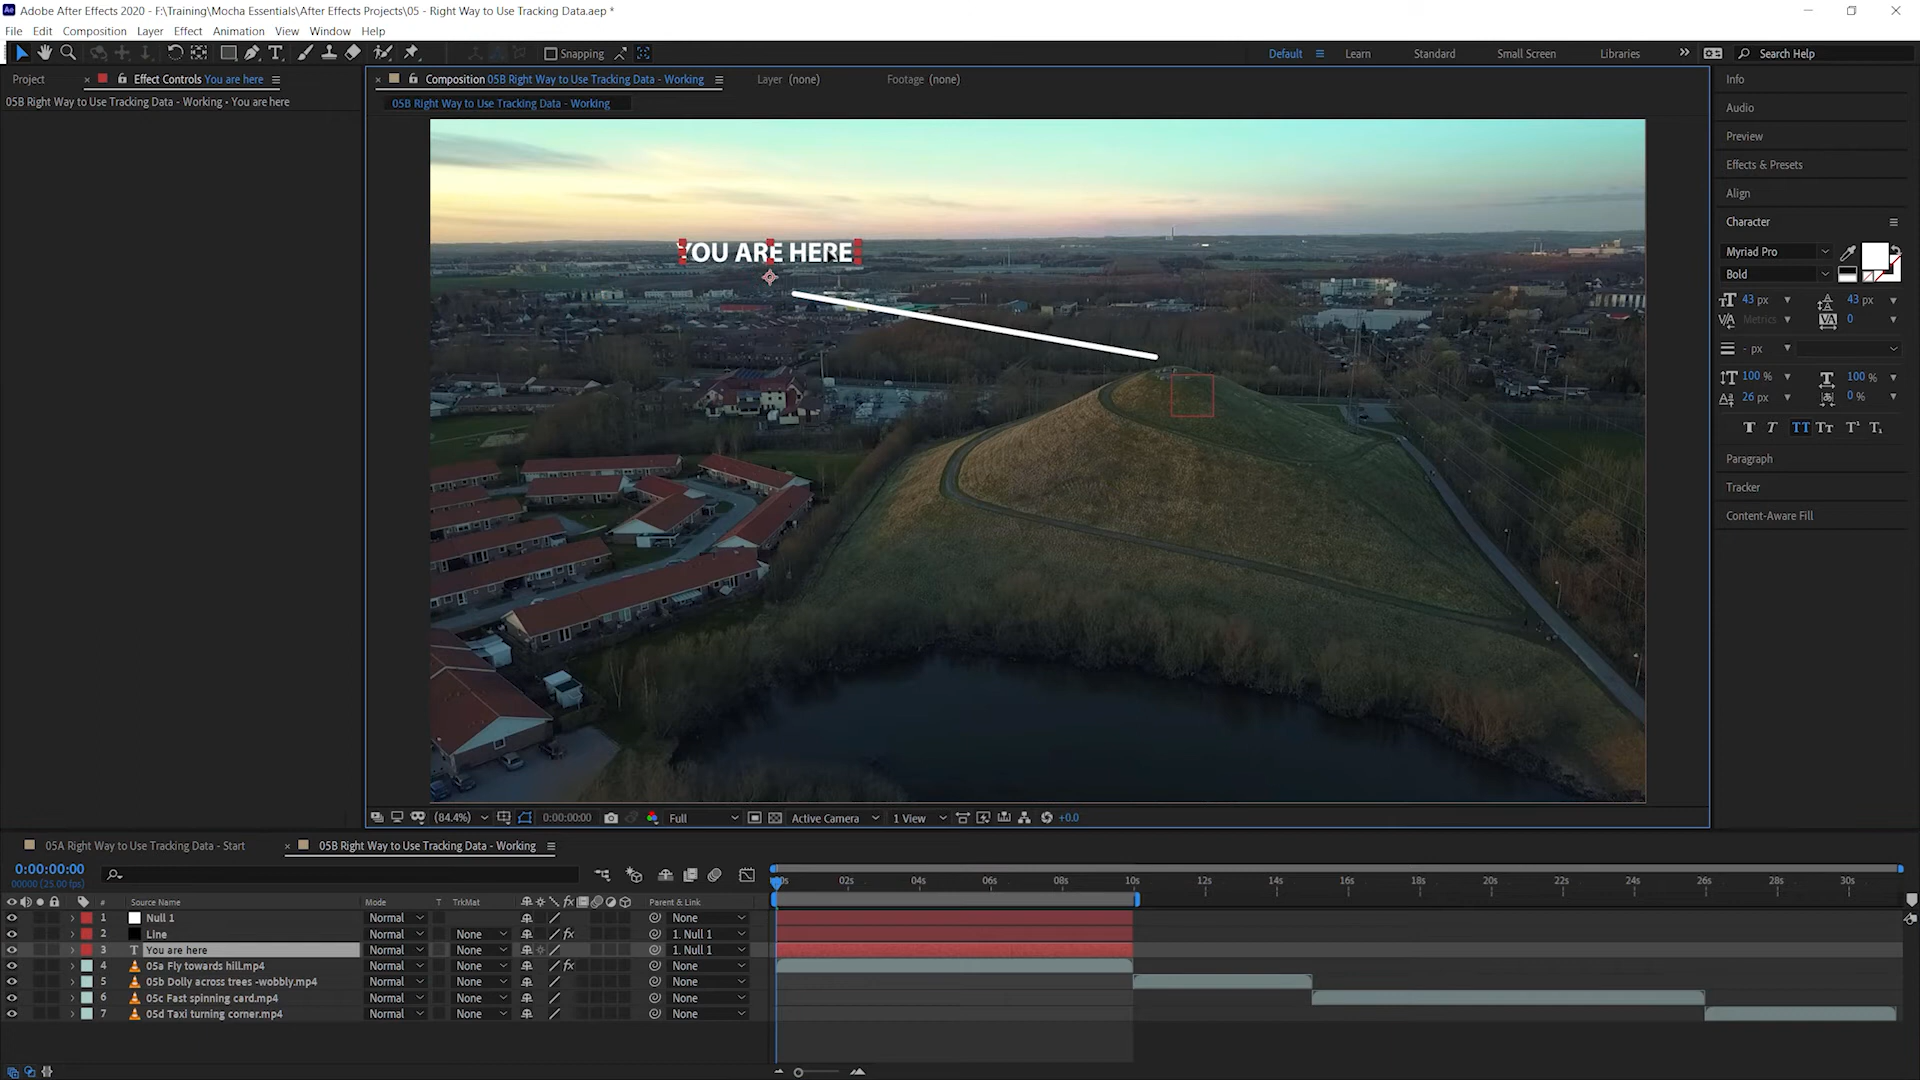 Adobe After Effects 2020 - F:\Training\Mocha Essentials\After Effects Projects\05 - Right Way to Use Tracking Data.aep *
File Edit Composition Layer Effect Animation View Window Help
Snapping
Default Learn Standard Small Screen Libraries Search Help
Project Effect Controls You are here
05B Right Way to Use Tracking Data - Working • You are here
Composition 05B Right Way to Use Tracking Data - Working Layer (none) Footage (none)
05B Right Way to Use Tracking Data - Working
YOU ARE HERE
(84.4%) 0:00:00:00 Full Active Camera 1 View +0.0
Info
Audio
Preview
Effects & Presets
Align
Character
Myriad Pro
Bold
43 px 43 px
Metrics 0
- px
100 % 100 %
26 px 0 %
Paragraph
Tracker
Content-Aware Fill
05A Right Way to Use Tracking Data - Start 05B Right Way to Use Tracking Data - Working
0:00:00:00
00000 (25.00 fps)
02s 04s 06s 08s 10s 12s 14s 16s 18s 20s 22s 24s 26s 28s 30s
# Source Name Mode T TrkMat Parent & Link
1 Null 1 Normal None
2 Line Normal None 1. Null 1
3 You are here Normal None 1. Null 1
4 05a Fly towards hill.mp4 Normal None None
5 05b Dolly across trees -wobbly.mp4 Normal None None
6 05c Fast spinning card.mp4 Normal None None
7 05d Taxi turning corner.mp4 Normal None None